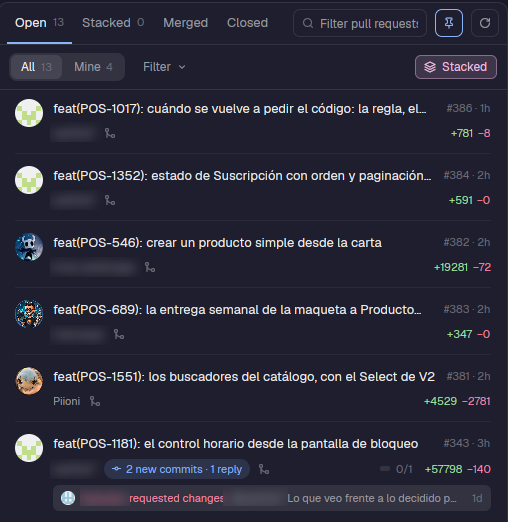 Open 13 Stacked 0 Merged Closed Filter pull requests
All 13 Mine 4 Filter Stacked
feat(POS-1017): cuándo se vuelve a pedir el código: la regla, el... #386 · 1h
+781 −8
feat(POS-1352): estado de Suscripción con orden y paginación... #384 · 2h
+591 −0
feat(POS-546): crear un producto simple desde la carta #382 · 2h
+19281 −72
feat(POS-689): la entrega semanal de la maqueta a Producto... #383 · 2h
+347 −0
feat(POS-1551): los buscadores del catálogo, con el Select de V2 #381 · 2h
Piioni +4529 −2781
feat(POS-1181): el control horario desde la pantalla de bloqueo #343 · 3h
2 new commits · 1 reply 0/1 +57798 −140
requested changes Lo que veo frente a lo decidido p... 1d